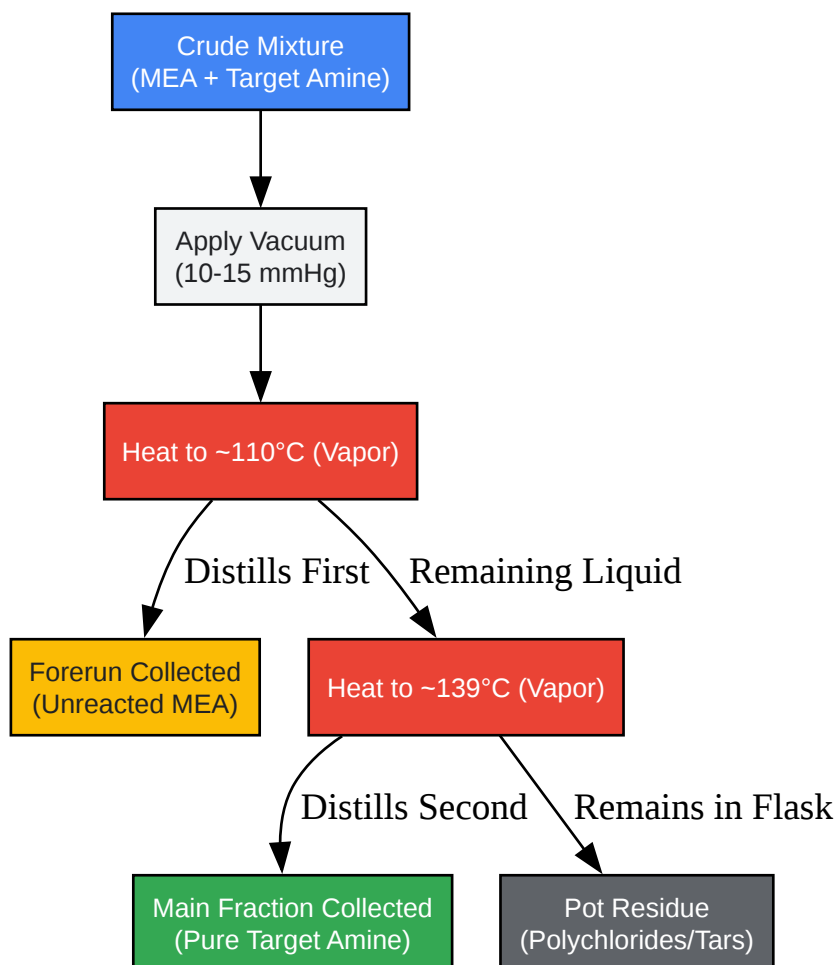 Crude Mixture
(MEA + Target Amine)
Apply Vacuum
(10-15 mmHg)
Heat to ~110°C (Vapor)
Distills First
Remaining Liquid
Forerun Collected
(Unreacted MEA)
Heat to ~139°C (Vapor)
Distills Second
Remains in Flask
Main Fraction Collected
(Pure Target Amine)
Pot Residue
(Polychlorides/Tars)